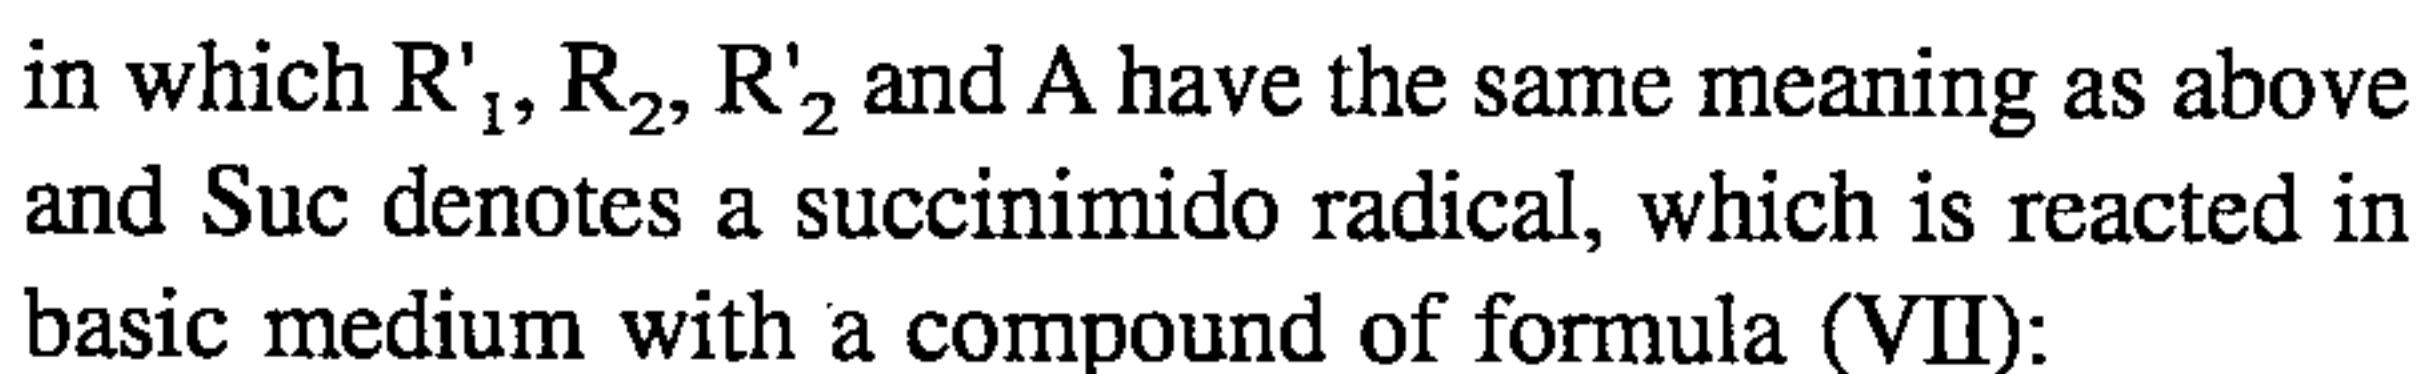 in which R'₁, R₂, R'₂ and A have the same meaning as above
and Suc denotes a succinimido radical, which is reacted in
basic medium with a compound of formula (VII):